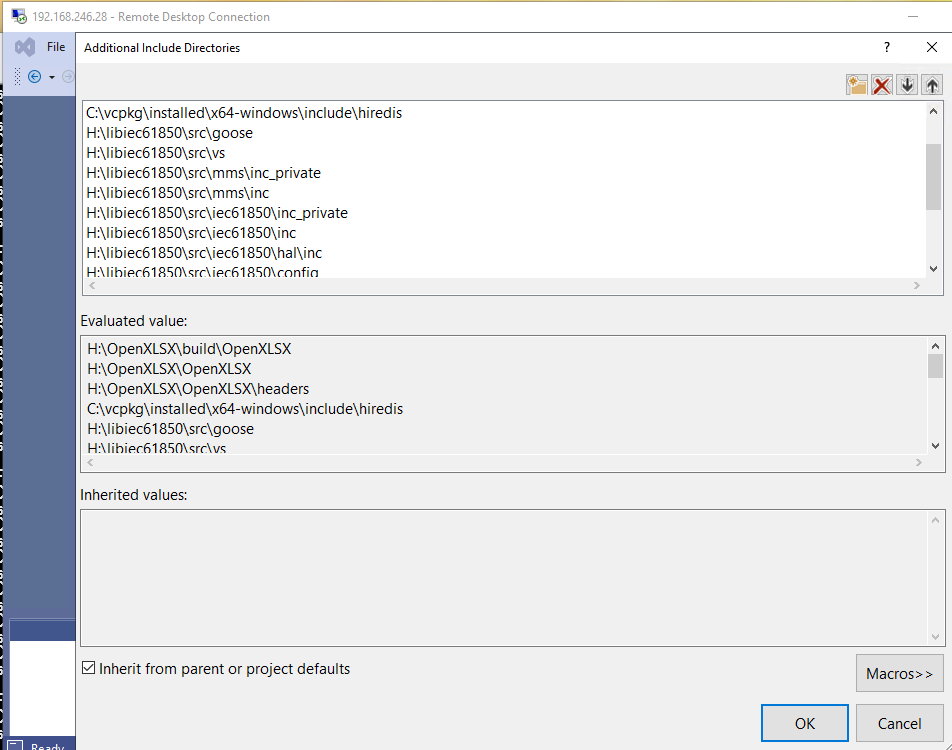 192.168.246.28 - Remote Desktop Connection
File
Additional Include Directories
?
C:\vcpkg\installed\x64-windows\include\hiredis
H:\libiec61850\src\goose
H:\libiec61850\src\vs
H:\libiec61850\src\mms\inc_private
H:\libiec61850\src\mms\inc
H:\libiec61850\src\iec61850\inc_private
H:\libiec61850\src\iec61850\inc
H:\libiec61850\src\iec61850\hal\inc
H:\libiec61850\src\iec61850\config
Evaluated value:
H:\OpenXLSX\build\OpenXLSX
H:\OpenXLSX\OpenXLSX
H:\OpenXLSX\OpenXLSX\headers
C:\vcpkg\installed\x64-windows\include\hiredis
H:\libiec61850\src\goose
H:\libiec61850\src\vs
Inherited values:
Inherit from parent or project defaults
Macros>>
OK
Cancel
Ready